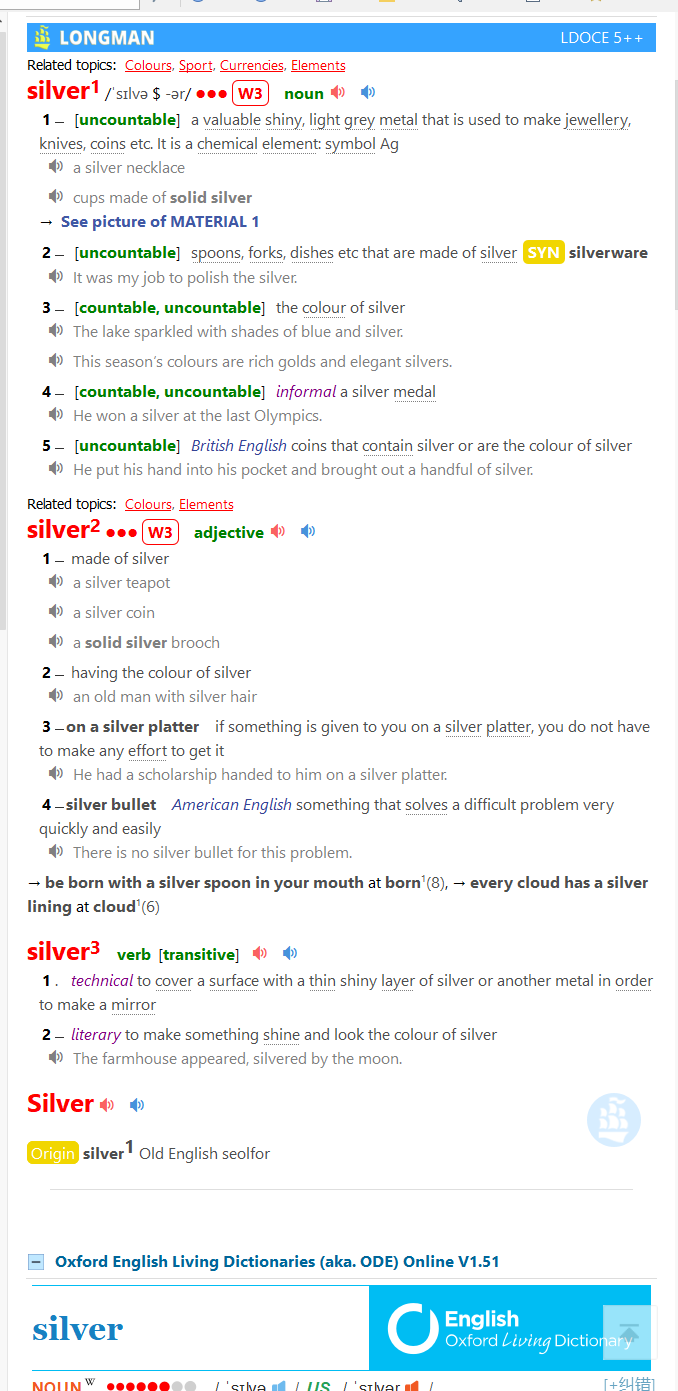 LONGMAN LDOCE 5++
Related topics: Colours, Sport, Currencies, Elements
silver1 /ˈsɪlvə $ -ər/ ●●● W3 noun
1 – [uncountable] a valuable shiny, light grey metal that is used to make jewellery,
knives, coins etc. It is a chemical element: symbol Ag
a silver necklace
cups made of solid silver
→ See picture of MATERIAL 1
2 – [uncountable] spoons, forks, dishes etc that are made of silver SYN silverware
It was my job to polish the silver.
3 – [countable, uncountable] the colour of silver
The lake sparkled with shades of blue and silver.
This season’s colours are rich golds and elegant silvers.
4 – [countable, uncountable] informal a silver medal
He won a silver at the last Olympics.
5 – [uncountable] British English coins that contain silver or are the colour of silver
He put his hand into his pocket and brought out a handful of silver.
Related topics: Colours, Elements
silver2 ●●● W3 adjective
1 – made of silver
a silver teapot
a silver coin
a solid silver brooch
2 – having the colour of silver
an old man with silver hair
3 –on a silver platter if something is given to you on a silver platter, you do not have
to make any effort to get it
He had a scholarship handed to him on a silver platter.
4 –silver bullet American English something that solves a difficult problem very
quickly and easily
There is no silver bullet for this problem.
→ be born with a silver spoon in your mouth at born1(8), → every cloud has a silver
lining at cloud1(6)
silver3 verb [transitive]
1 . technical to cover a surface with a thin shiny layer of silver or another metal in order
to make a mirror
2 – literary to make something shine and look the colour of silver
The farmhouse appeared, silvered by the moon.
Silver
Origin silver1 Old English seolfor
Oxford English Living Dictionaries (aka. ODE) Online V1.51
silver
English
Oxford Living Dictionary
NOUN W / ˈsɪlvə / US / ˈsɪlvər / [+纠错]